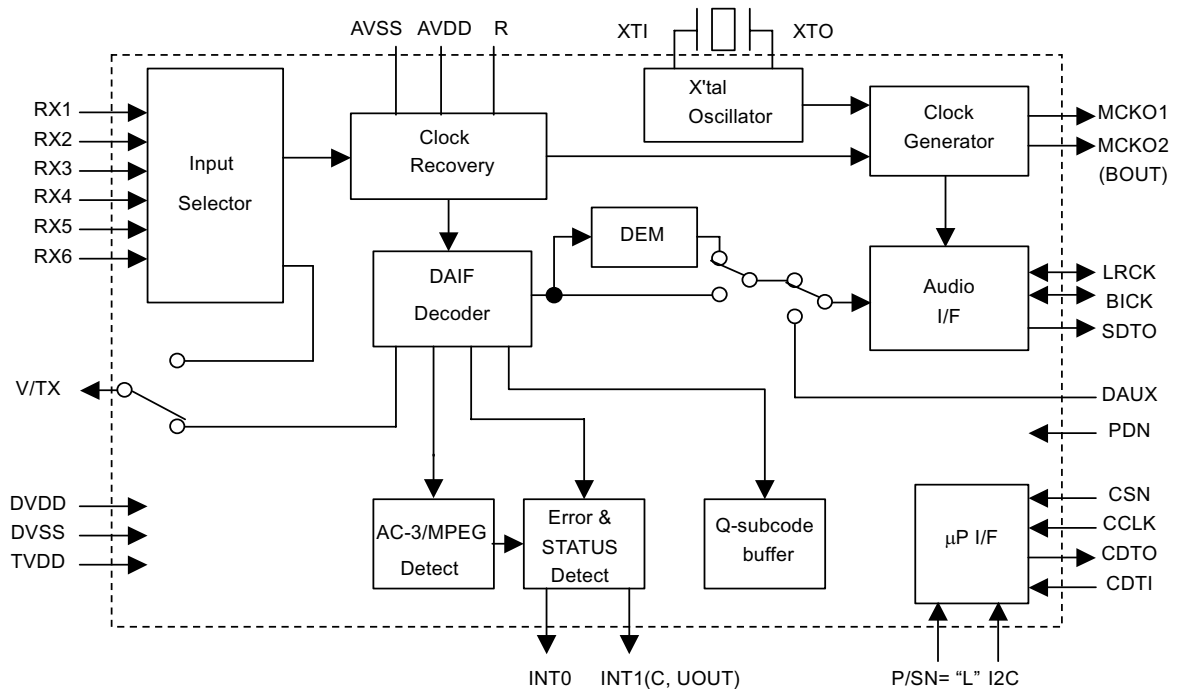 AVSS AVDD R
XTI XTO
RX1
RX2
RX3
RX4
RX5
RX6
Input
Selector
Clock
Recovery
X'tal
Oscillator
Clock
Generator
MCKO1
MCKO2
(BOUT)
DEM
DAIF
Decoder
Audio
I/F
LRCK
BICK
SDTO
V/TX
DAUX
PDN
DVDD
DVSS
TVDD
AC-3/MPEG
Detect
Error &
STATUS
Detect
Q-subcode
buffer
µP I/F
CSN
CCLK
CDTO
CDTI
INT0 INT1(C, UOUT)
P/SN= “L” I2C